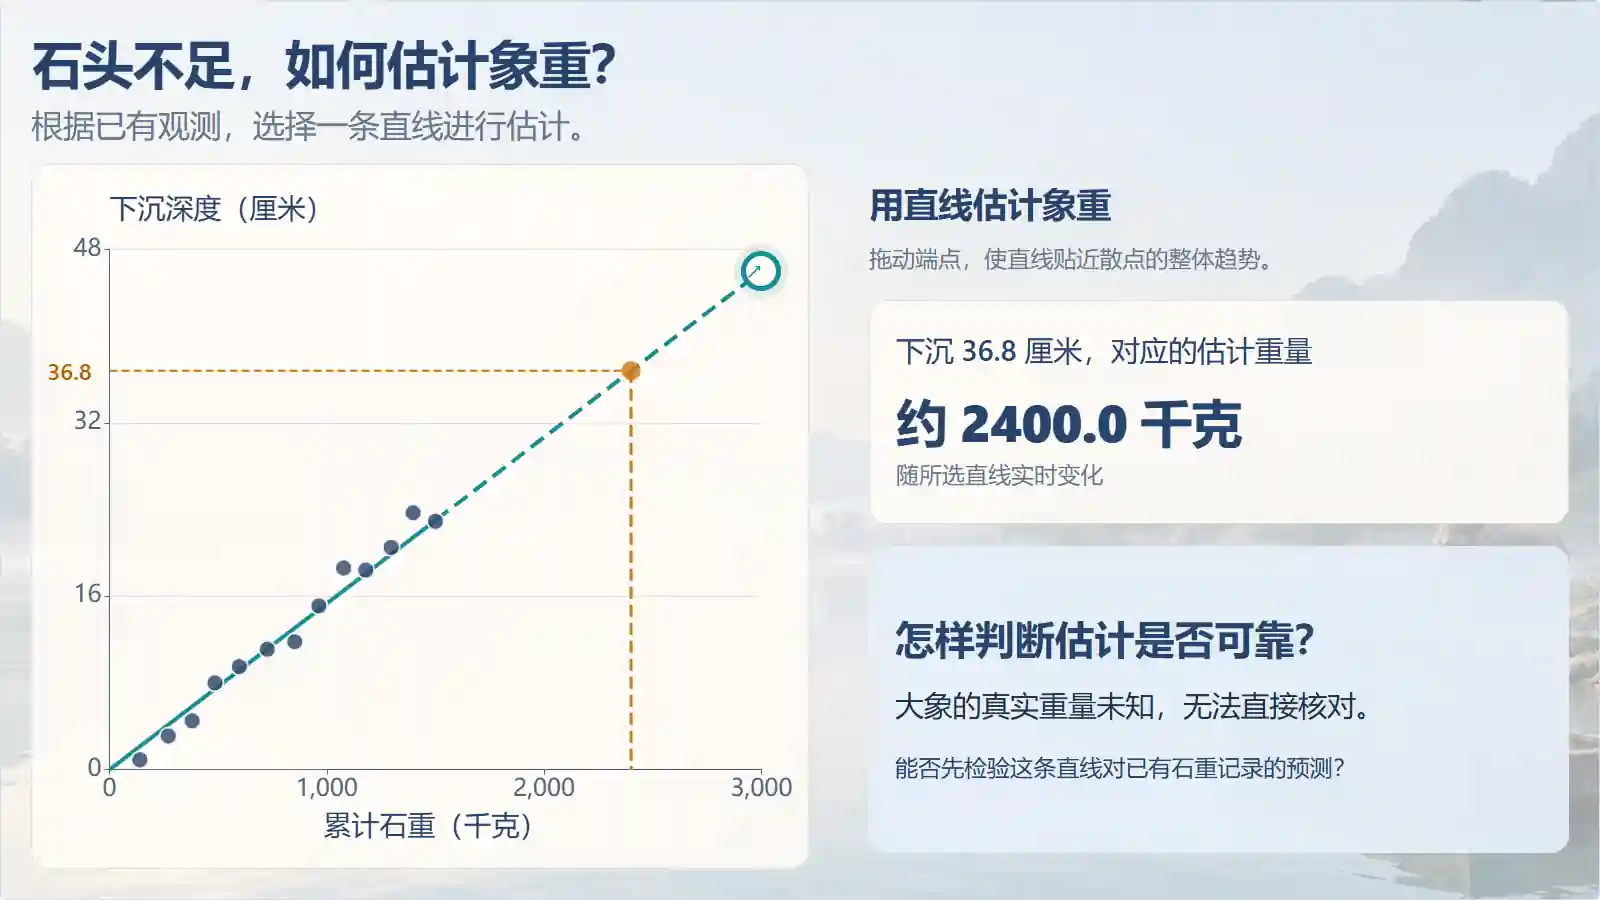 石头不足，如何估计象重？
根据已有观测，选择一条直线进行估计。
下沉深度（厘米）
48
36.8
32
16
0
0
1,000
2,000
3,000
累计石重（千克）
用直线估计象重
拖动端点，使直线贴近散点的整体趋势。
下沉 36.8 厘米，对应的估计重量
约 2400.0 千克
随所选直线实时变化
怎样判断估计是否可靠？
大象的真实重量未知，无法直接核对。
能否先检验这条直线对已有石重记录的预测？